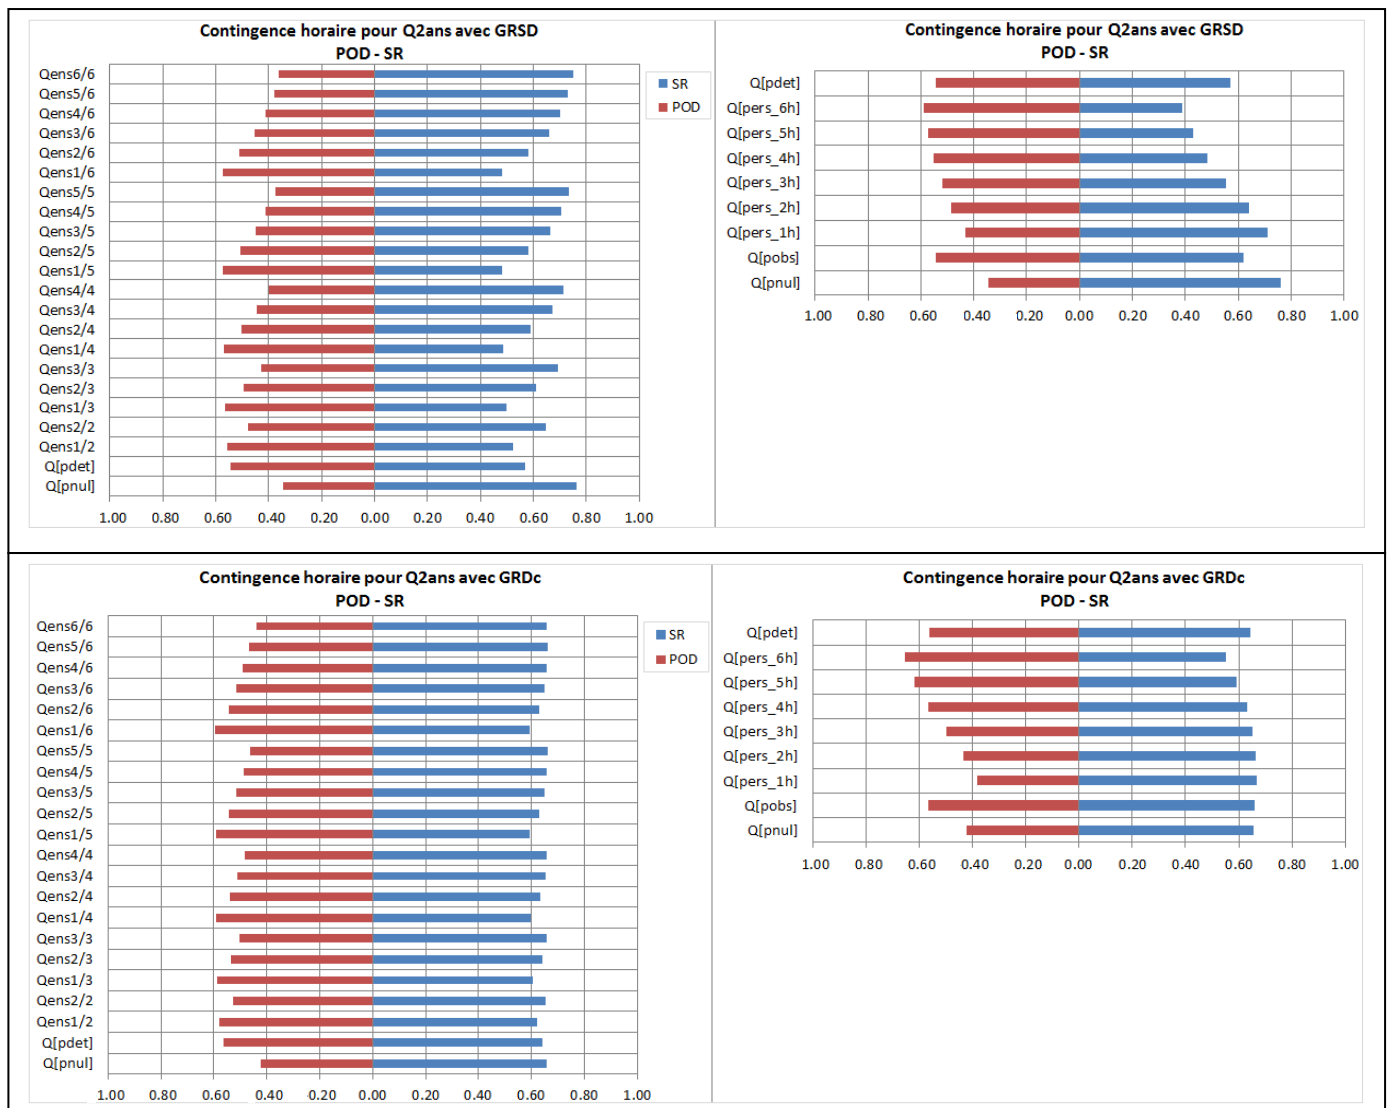 Contingence horaire pour Q2ans avec GRSD
POD - SR
Qens6/6
Qens5/6
Qens4/6
Qens3/6
Qens2/6
Qens1/6
Qens5/5
Qens4/5
Qens3/5
Qens2/5
Qens1/5
Qens4/4
Qens3/4
Qens2/4
Qens1/4
Qens3/3
Qens2/3
Qens1/3
Qens2/2
Qens1/2
Q[pdet]
Q[pnul]
1.00 0.80 0.60 0.40 0.20 0.00 0.20 0.40 0.60 0.80 1.00
SR
POD
Contingence horaire pour Q2ans avec GRSD
POD - SR
Q[pdet]
Q[pers_6h]
Q[pers_5h]
Q[pers_4h]
Q[pers_3h]
Q[pers_2h]
Q[pers_1h]
Q[pobs]
Q[pnul]
1.00 0.80 0.60 0.40 0.20 0.00 0.20 0.40 0.60 0.80 1.00
Contingence horaire pour Q2ans avec GRDc
POD - SR
Qens6/6
Qens5/6
Qens4/6
Qens3/6
Qens2/6
Qens1/6
Qens5/5
Qens4/5
Qens3/5
Qens2/5
Qens1/5
Qens4/4
Qens3/4
Qens2/4
Qens1/4
Qens3/3
Qens2/3
Qens1/3
Qens2/2
Qens1/2
Q[pdet]
Q[pnul]
1.00 0.80 0.60 0.40 0.20 0.00 0.20 0.40 0.60 0.80 1.00
SR
POD
Contingence horaire pour Q2ans avec GRDc
POD - SR
Q[pdet]
Q[pers_6h]
Q[pers_5h]
Q[pers_4h]
Q[pers_3h]
Q[pers_2h]
Q[pers_1h]
Q[pobs]
Q[pnul]
1.00 0.80 0.60 0.40 0.20 0.00 0.20 0.40 0.60 0.80 1.00